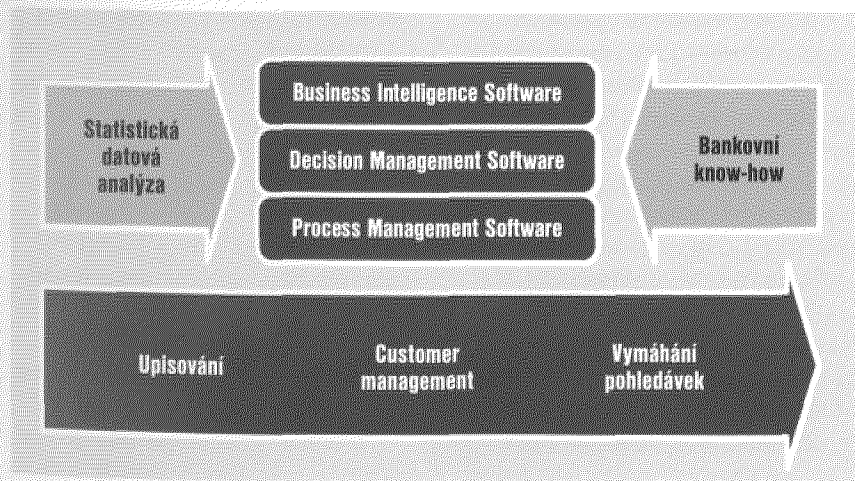 Statistická
datová
analýza
Business Intelligence Software
Decision Management Software
Process Management Software
Bankovní
know-how
Upisování
Customer
management
Vymáhání
pohledávek